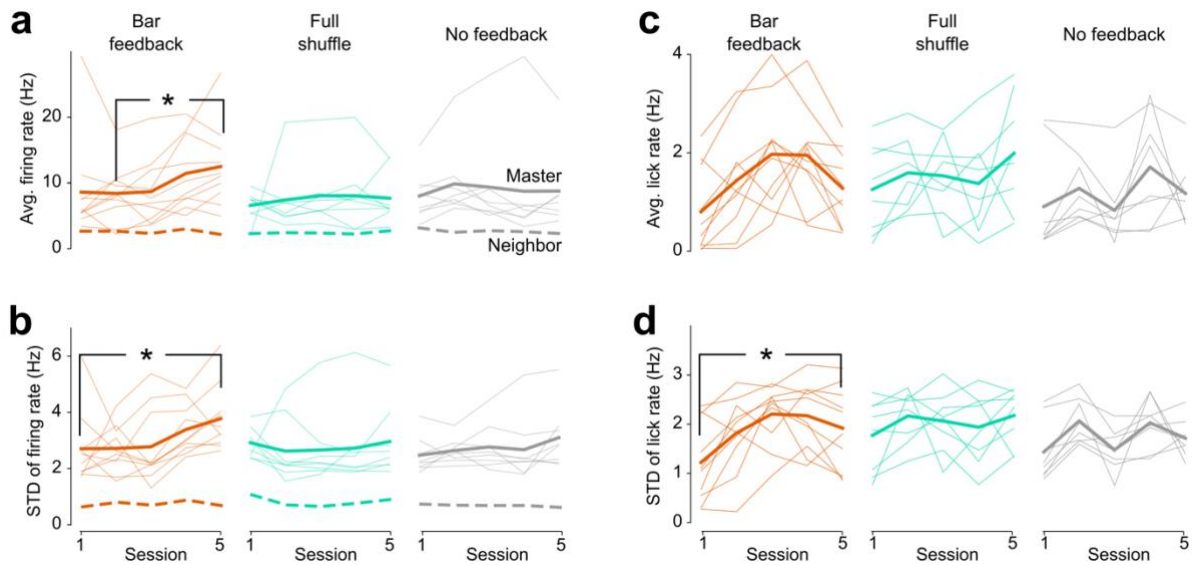 a
Bar
feedback
Full
shuffle
No feedback
Avg. firing rate (Hz)
20
10
0
*
Master
Neighbor
b
STD of firing rate (Hz)
6
4
2
0
*
1
Session
5
1
Session
5
1
Session
5
c
Bar
feedback
Full
shuffle
No feedback
Avg. lick rate (Hz)
4
2
0
d
STD of lick rate (Hz)
3
2
1
0
*
1
Session
5
1
Session
5
1
Session
5